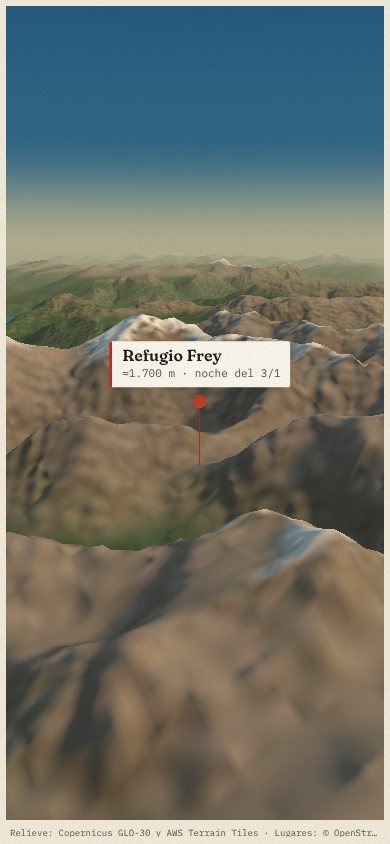 Refugio Frey
≈1.700 m · noche del 3/1
Relieve: Copernicus GLO-30 y AWS Terrain Tiles · Lugares: © OpenStr…